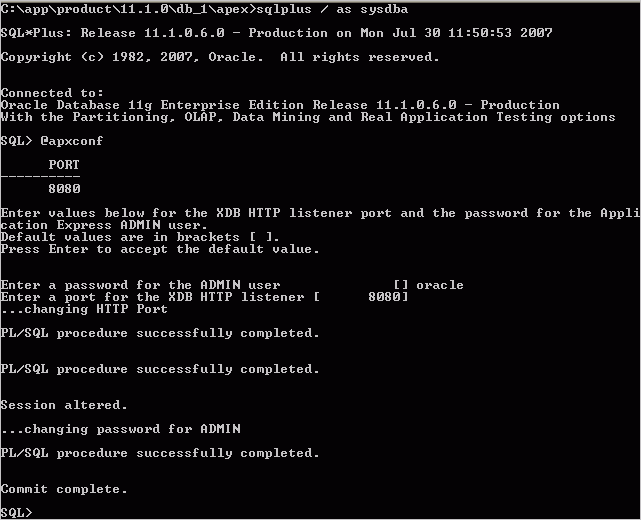 C:\app\product\11.1.0\db_1\apex>sqlplus / as sysdba
SQL*Plus: Release 11.1.0.6.0 - Production on Mon Jul 30 11:50:53 2007
Copyright (c) 1982, 2007, Oracle.  All rights reserved.
Connected to:
Oracle Database 11g Enterprise Edition Release 11.1.0.6.0 - Production
With the Partitioning, OLAP, Data Mining and Real Application Testing options
SQL> @apxconf
      PORT
----------
      8080
Enter values below for the XDB HTTP listener port and the password for the Appli
cation Express ADMIN user.
Default values are in brackets [ ].
Press Enter to accept the default value.
Enter a password for the ADMIN user              [] oracle
Enter a port for the XDB HTTP listener [      8080]
...changing HTTP Port
PL/SQL procedure successfully completed.
PL/SQL procedure successfully completed.
Session altered.
...changing password for ADMIN
PL/SQL procedure successfully completed.
Commit complete.
SQL>